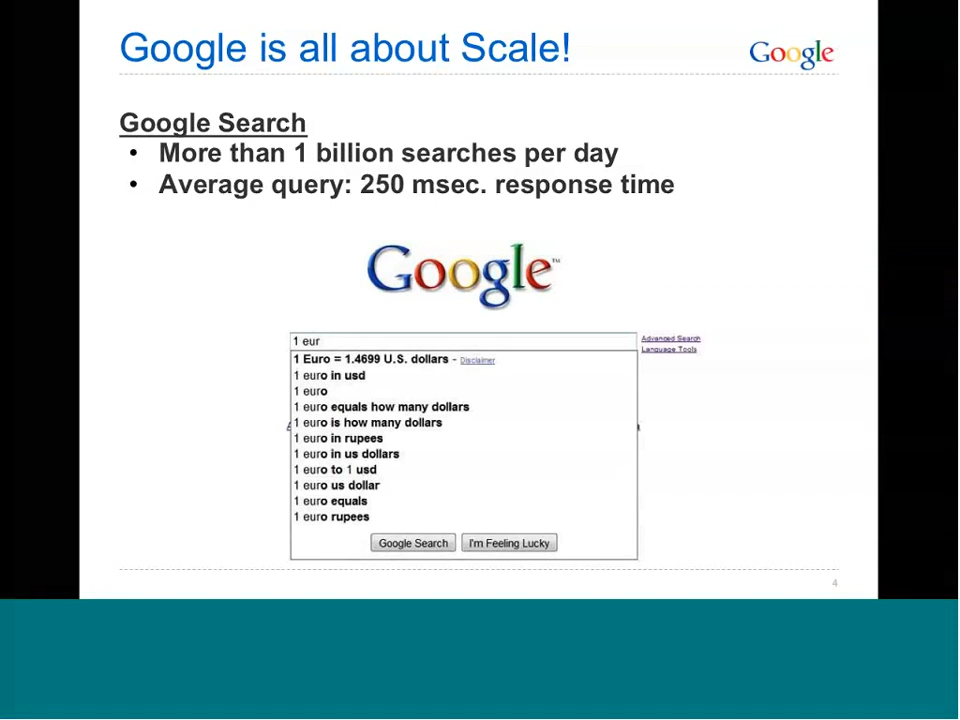 Google is all about Scale!
Google
Google Search
• More than 1 billion searches per day
• Average query: 250 msec. response time
Google™
1 eur
Advanced Search
Language Tools
1 Euro = 1.4699 U.S. dollars - Disclaimer
1 euro in usd
1 euro
1 euro equals how many dollars
1 euro is how many dollars
1 euro in rupees
1 euro in us dollars
1 euro to 1 usd
1 euro us dollar
1 euro equals
1 euro rupees
Google Search
I'm Feeling Lucky
4